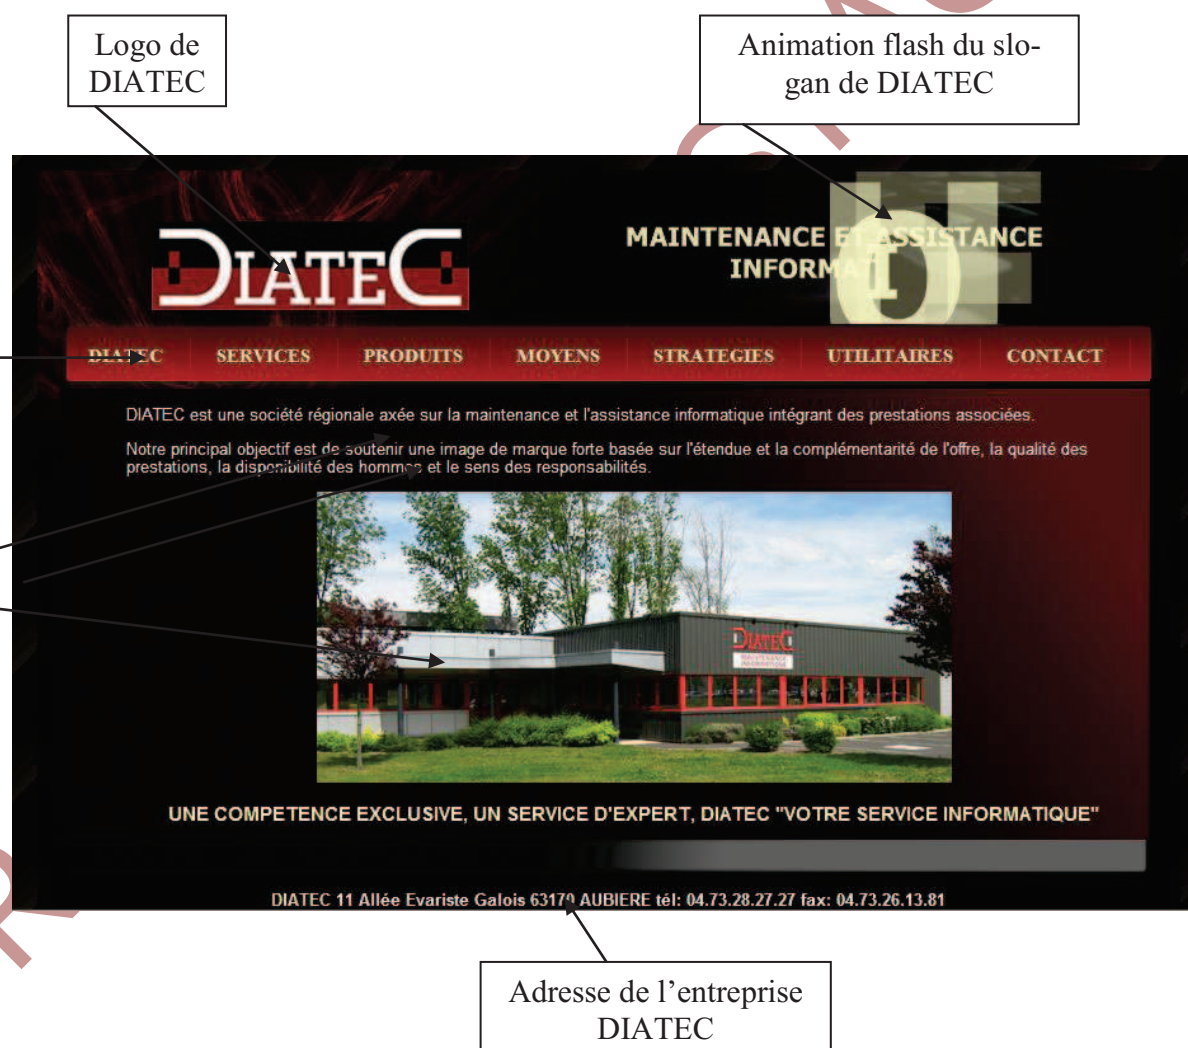 Logo de
DIATEC
Animation flash du slo-
gan de DIATEC
DIATEC
MAINTENANCE ET ASSISTANCE
DIATEC SERVICES PRODUITS MOYENS STRATEGIES UTILITAIRES CONTACT
DIATEC est une société régionale axée sur la maintenance et l'assistance informatique intégrant des prestations associées.
Notre principal objectif est de soutenir une image de marque forte basée sur l'étendue et la complémentarité de l'offre, la qualité des
prestations, la disponibilité des hommes et le sens des responsabilités.
DIATEC
MAINTENANCE
INFORMATIQUE
UNE COMPETENCE EXCLUSIVE, UN SERVICE D'EXPERT, DIATEC "VOTRE SERVICE INFORMATIQUE"
DIATEC 11 Allée Evariste Galois 63170 AUBIERE tél: 04.73.28.27.27 fax: 04.73.26.13.81
Adresse de l'entreprise
DIATEC